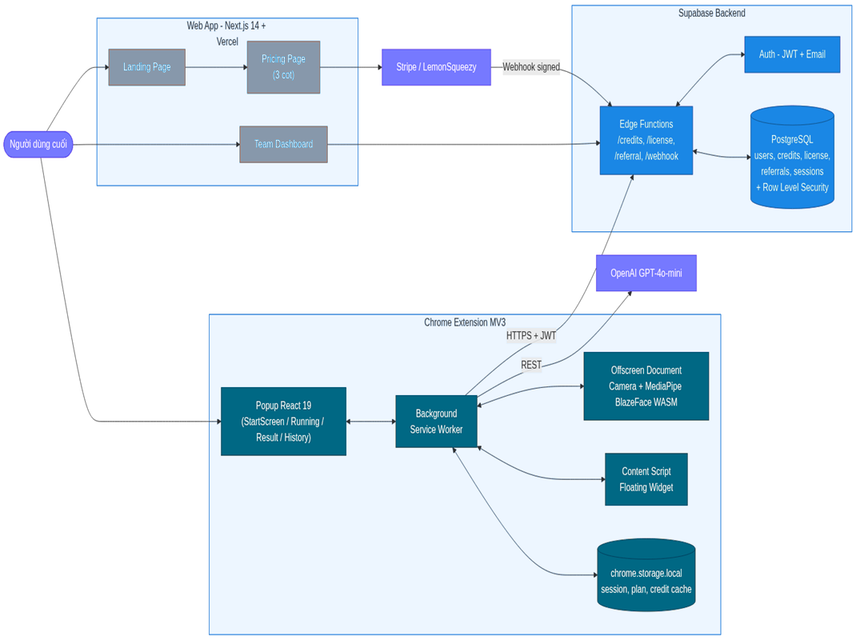 Web App - Next.js 14 +
Vercel
Supabase Backend
Landing Page
Pricing Page
(3 cot)
Stripe / LemonSqueezy
Webhook signed
Auth - JWT + Email
Người dùng cuối
Team Dashboard
Edge Functions
/credits, /license,
/referral, /webhook
PostgreSQL
users, credits, license,
referrals, sessions
+ Row Level Security
OpenAI GPT-4o-mini
Chrome Extension MV3
HTTPS + JWT
REST
Popup React 19
(StartScreen / Running /
Result / History)
Background
Service Worker
Offscreen Document
Camera + MediaPipe
BlazeFace WASM
Content Script
Floating Widget
chrome.storage.local
session, plan, credit cache